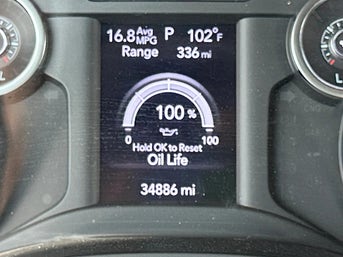 16.8 Avg MPG P 102°F
Range 336 mi
100 %
0 100
Hold OK to Reset
Oil Life
34886 mi